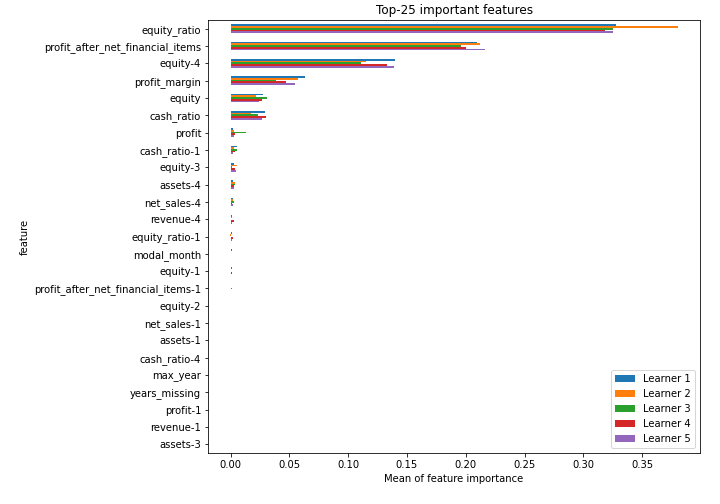 Top-25 important features
equity_ratio
profit_after_net_financial_items
equity-4
profit_margin
equity
cash_ratio
profit
cash_ratio-1
equity-3
assets-4
net_sales-4
revenue-4
equity_ratio-1
modal_month
equity-1
profit_after_net_financial_items-1
equity-2
net_sales-1
assets-1
cash_ratio-4
max_year
years_missing
profit-1
revenue-1
assets-3
feature
Learner 1
Learner 2
Learner 3
Learner 4
Learner 5
0.00 0.05 0.10 0.15 0.20 0.25 0.30 0.35
Mean of feature importance